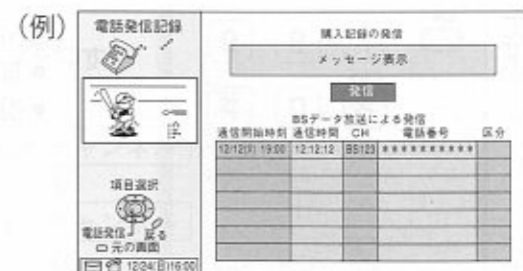 (例)
電話発信記録
項目選択
電話発信 戻る
元の画面
12/24(日)16:00
購入記録の発信
メッセージ表示
発信
BSデータ放送による発信
通信開始時刻 通信時間 CH 電話番号 区分
12/12(月) 19:00 12:12:12 BS123 **********